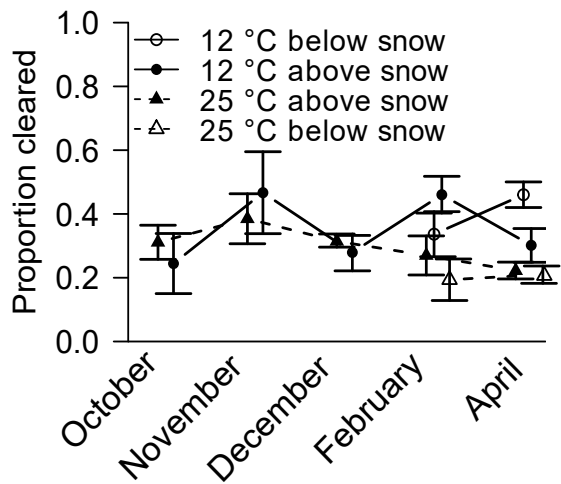 Proportion cleared
1.0
0.8
0.6
0.4
0.2
0.0
12 °C below snow
12 °C above snow
25 °C above snow
25 °C below snow
October
November
December
February
April